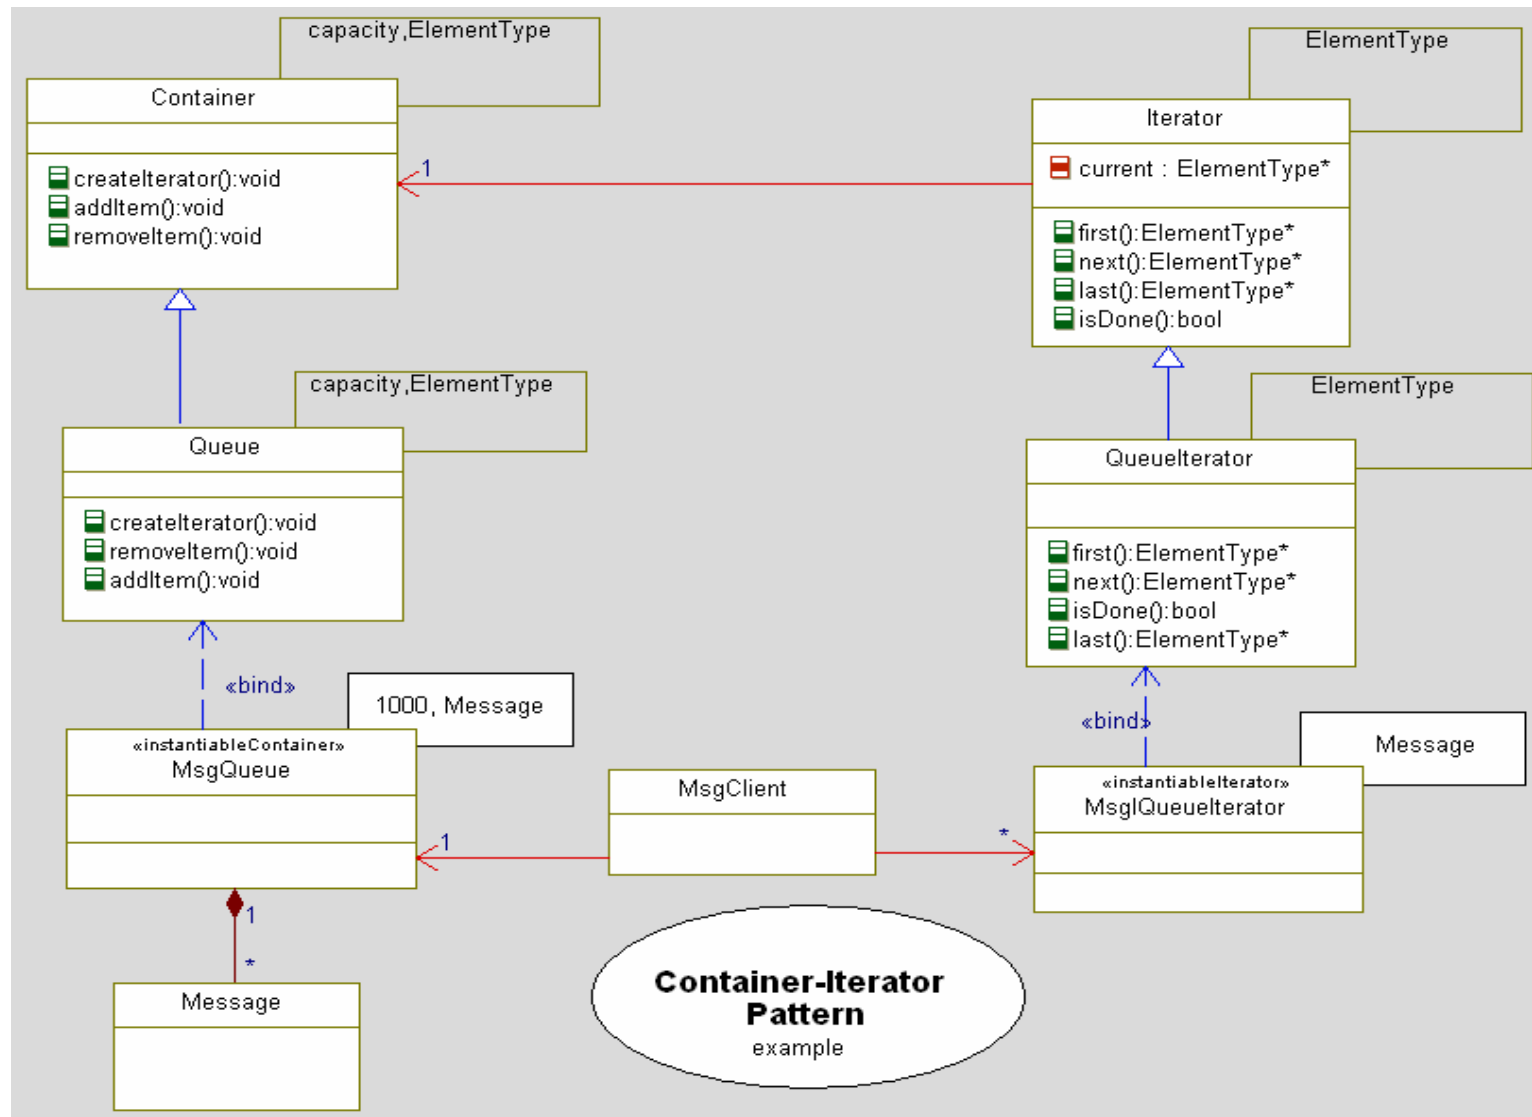 capacity,ElementType
Container
createIterator():void
addItem():void
removeItem():void
1
ElementType
Iterator
current : ElementType*
first():ElementType*
next():ElementType*
last():ElementType*
isDone():bool
capacity,ElementType
Queue
createIterator():void
removeItem():void
addItem():void
ElementType
QueueIterator
first():ElementType*
next():ElementType*
isDone():bool
last():ElementType*
«bind»
1000, Message
«instantiableContainer»
MsgQueue
1
MsgClient
*
«bind»
Message
«instantiableIterator»
MsgIQueueIterator
1
*
Message
Container-Iterator
Pattern
example